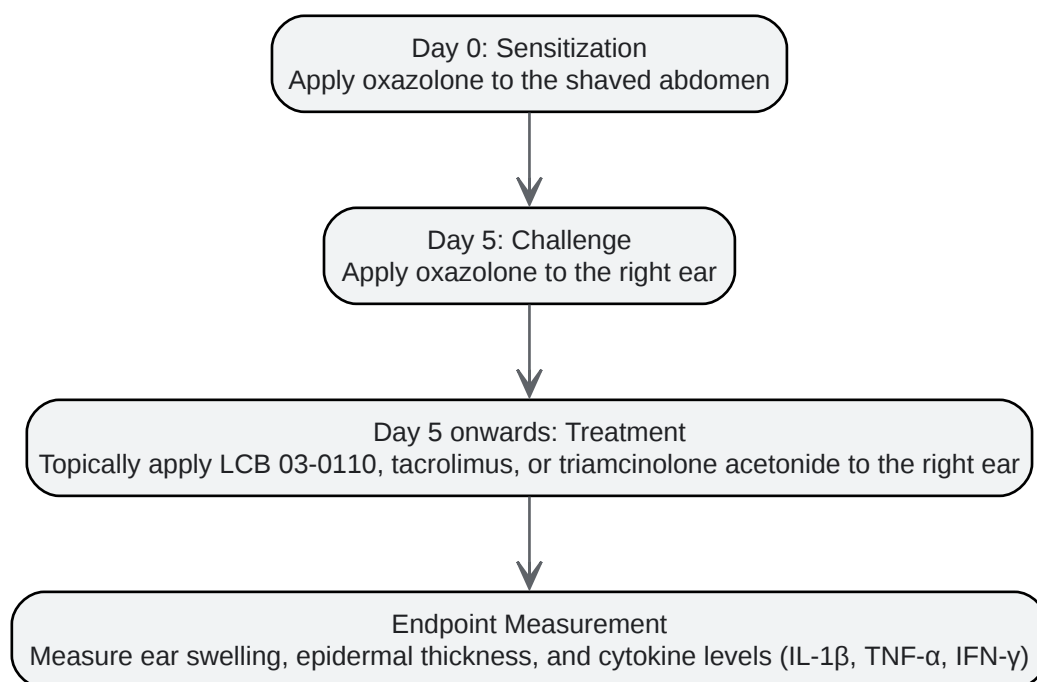 Day 0: Sensitization
Apply oxazolone to the shaved abdomen
Day 5: Challenge
Apply oxazolone to the right ear
Day 5 onwards: Treatment
Topically apply LCB 03-0110, tacrolimus, or triamcinolone acetonide to the right ear
Endpoint Measurement
Measure ear swelling, epidermal thickness, and cytokine levels (IL-1β, TNF-α, IFN-γ)